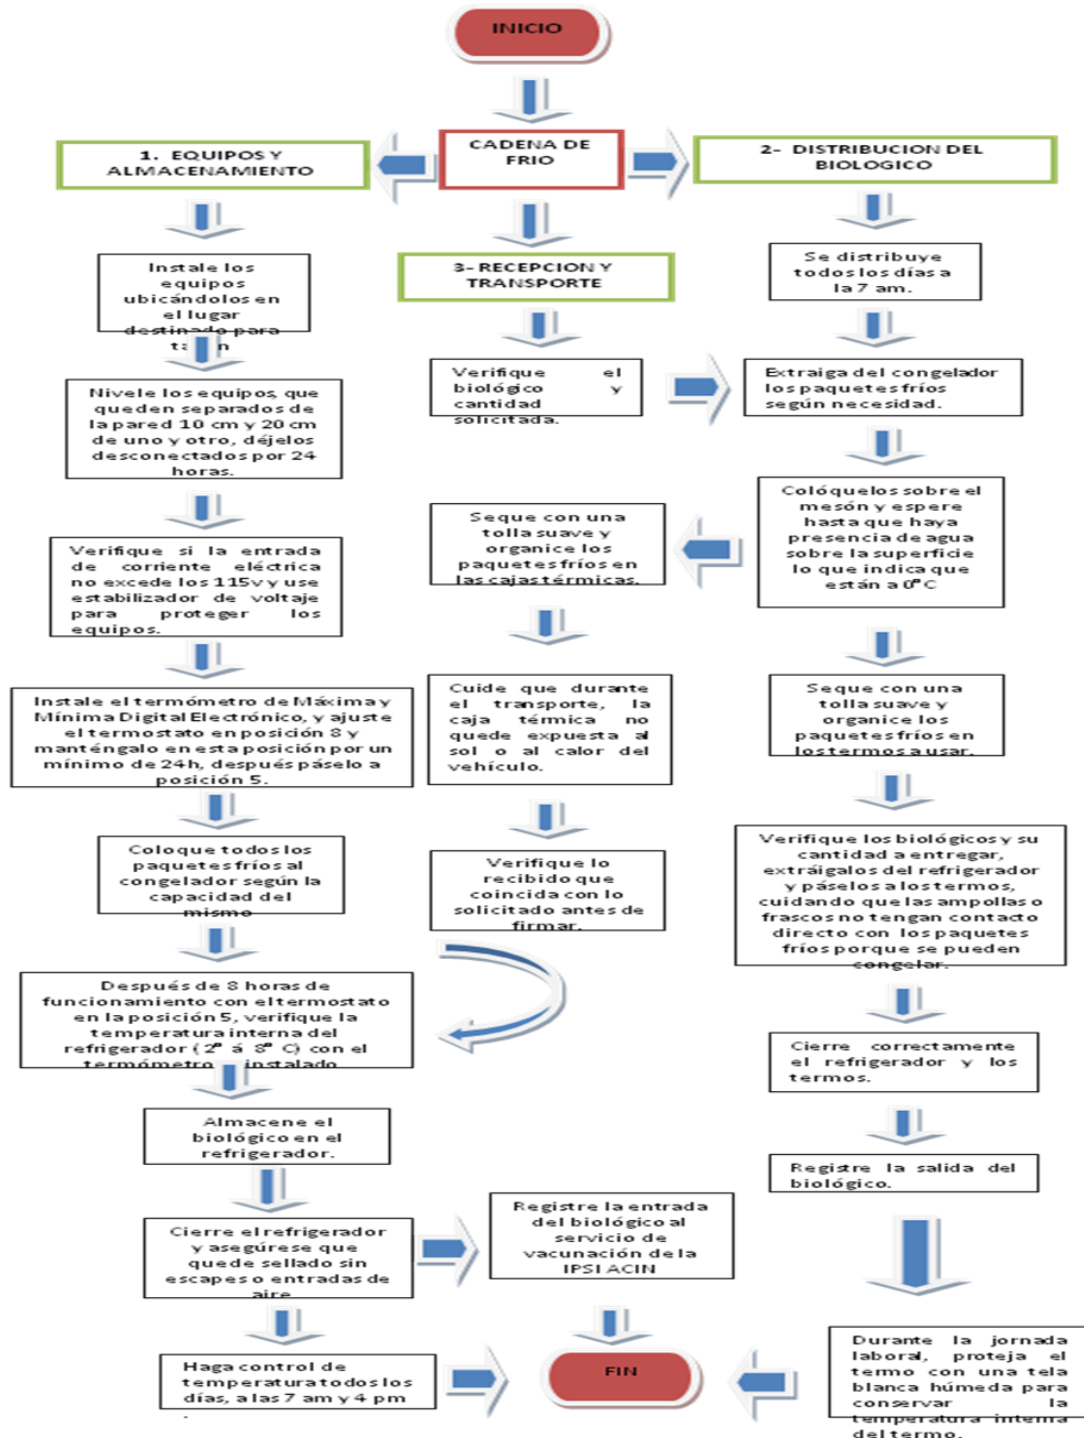 INICIO
CADENA DE
FRIO
1. EQUIPOS Y
ALMACENAMIENTO
2- DISTRIBUCION DEL
BIOLOGICO
3- RECEPCION Y
TRANSPORTE
Instale los
equipos
ubicándolos en
el lugar
destinado para
Nivele los equipos, que
queden separados de
la pared 10 cm y 20 cm
de uno y otro, déjelos
desconectados por 24
horas.
Verifique si la entrada
de corriente eléctrica
no excede los 115v y use
estabilizador de voltaje
para proteger los
equipos.
Instale el termómetro de Máxima y
Mínima Digital Electrónico, y ajuste
el termostato en posición 8 y
manténgalo en esta posición por un
mínimo de 24h, después páselo a
posición 5.
Coloque todos los
paquetes fríos al
congelador según la
capacidad del
mismo
Después de 8 horas de
funcionamiento con el termostato
en la posición 5, verifique la
temperatura interna del
refrigerador ( 2° á 8° C) con el
termómetro instalado
Almacene el
biológico en el
refrigerador.
Cierre el refrigerador
y asegúrese que
quede sellado sin
escapes o entradas de
aire
Haga control de
temperatura todos los
días, a las 7 am y 4 pm
.
Verifique el
biológico y
cantidad
solicitada.
Seque con una
tolla suave y
organice los
paquetes fríos en
las cajas térmicas.
Cuide que durante
el transporte, la
caja térmica no
quede expuesta al
sol o al calor del
vehículo.
Verifique lo
recibido que
coincida con lo
solicitado antes de
firmar.
Registre la entrada
del biológico al
servicio de
vacunación de la
IPSI ACIN
Se distribuye
todos los días a
la 7 am.
Extraiga del congelador
los paquetes fríos
según necesidad.
Colóquelos sobre el
mesón y espere
hasta que haya
presencia de agua
sobre la superficie
lo que indica que
están a 0°C
Seque con una
tolla suave y
organice los
paquetes fríos en
los termos a usar.
Verifique los biológicos y su
cantidad a entregar,
extráigalos del refrigerador
y páselos a los termos,
cuidando que las ampollas o
frascos no tengan contacto
directo con los paquetes
fríos porque se pueden
congelar.
Cierre correctamente
el refrigerador y los
termos.
Registre la salida del
biológico.
Durante la jornada
laboral, proteja el
termo con una tela
blanca húmeda para
conservar la
temperatura interna
del termo.
FIN